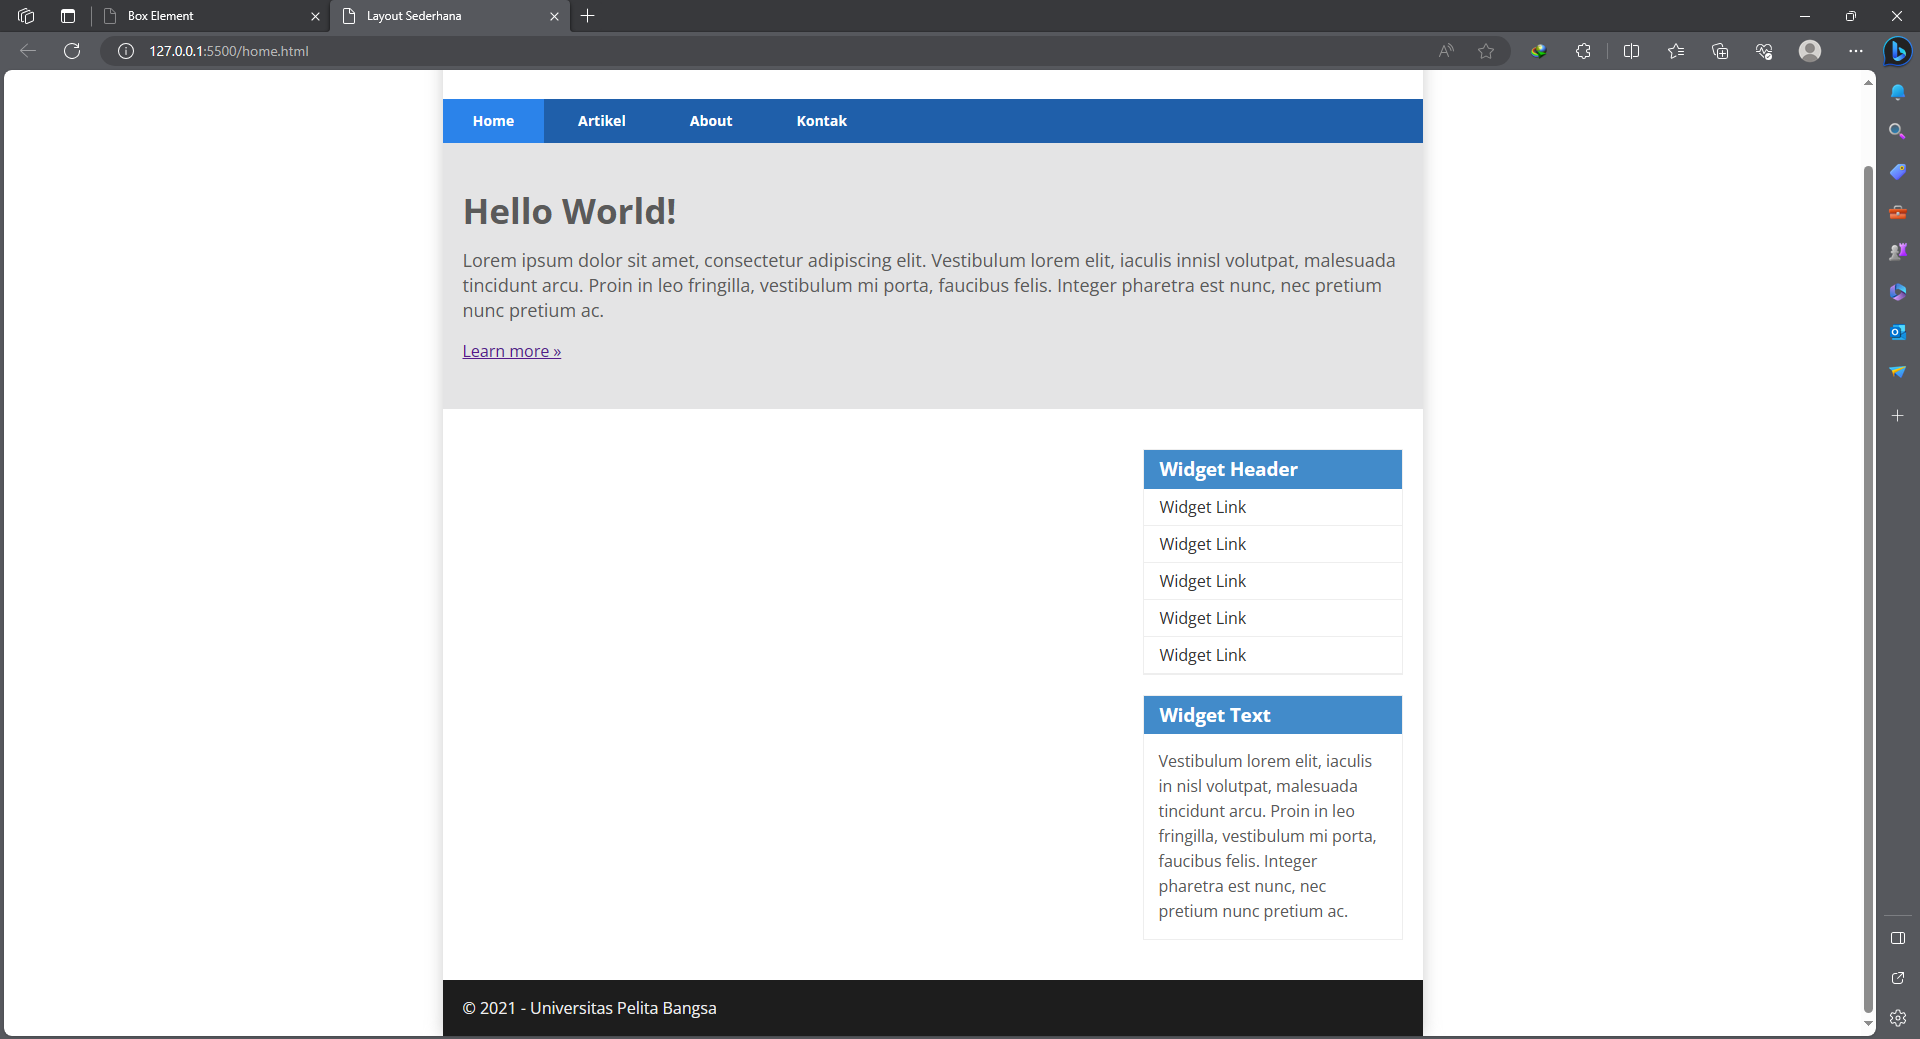 Box Element
Layout Sederhana
127.0.0.1:5500/home.html
Home Artikel About Kontak
Hello World!
Lorem ipsum dolor sit amet, consectetur adipiscing elit. Vestibulum lorem elit, iaculis innisl volutpat, malesuada
tincidunt arcu. Proin in leo fringilla, vestibulum mi porta, faucibus felis. Integer pharetra est nunc, nec pretium
nunc pretium ac.
Learn more »
Widget Header
Widget Link
Widget Link
Widget Link
Widget Link
Widget Link
Widget Text
Vestibulum lorem elit, iaculis
in nisl volutpat, malesuada
tincidunt arcu. Proin in leo
fringilla, vestibulum mi porta,
faucibus felis. Integer
pharetra est nunc, nec
pretium nunc pretium ac.
© 2021 - Universitas Pelita Bangsa